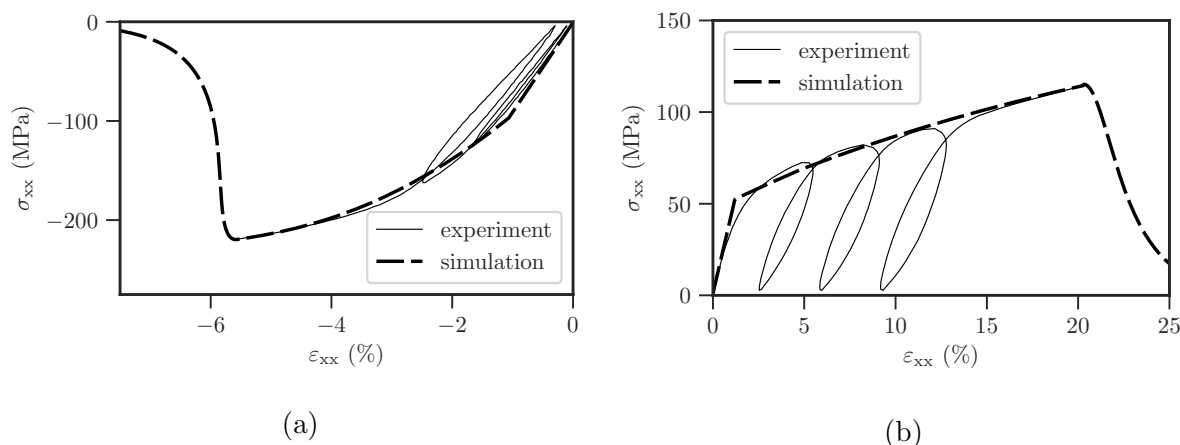 0
−100
−200
σxx (MPa)
−6
−4
−2
0
εxx (%)
experiment
simulation
(a)
150
100
50
0
σxx (MPa)
0
5
10
15
20
25
εxx (%)
experiment
simulation
(b)